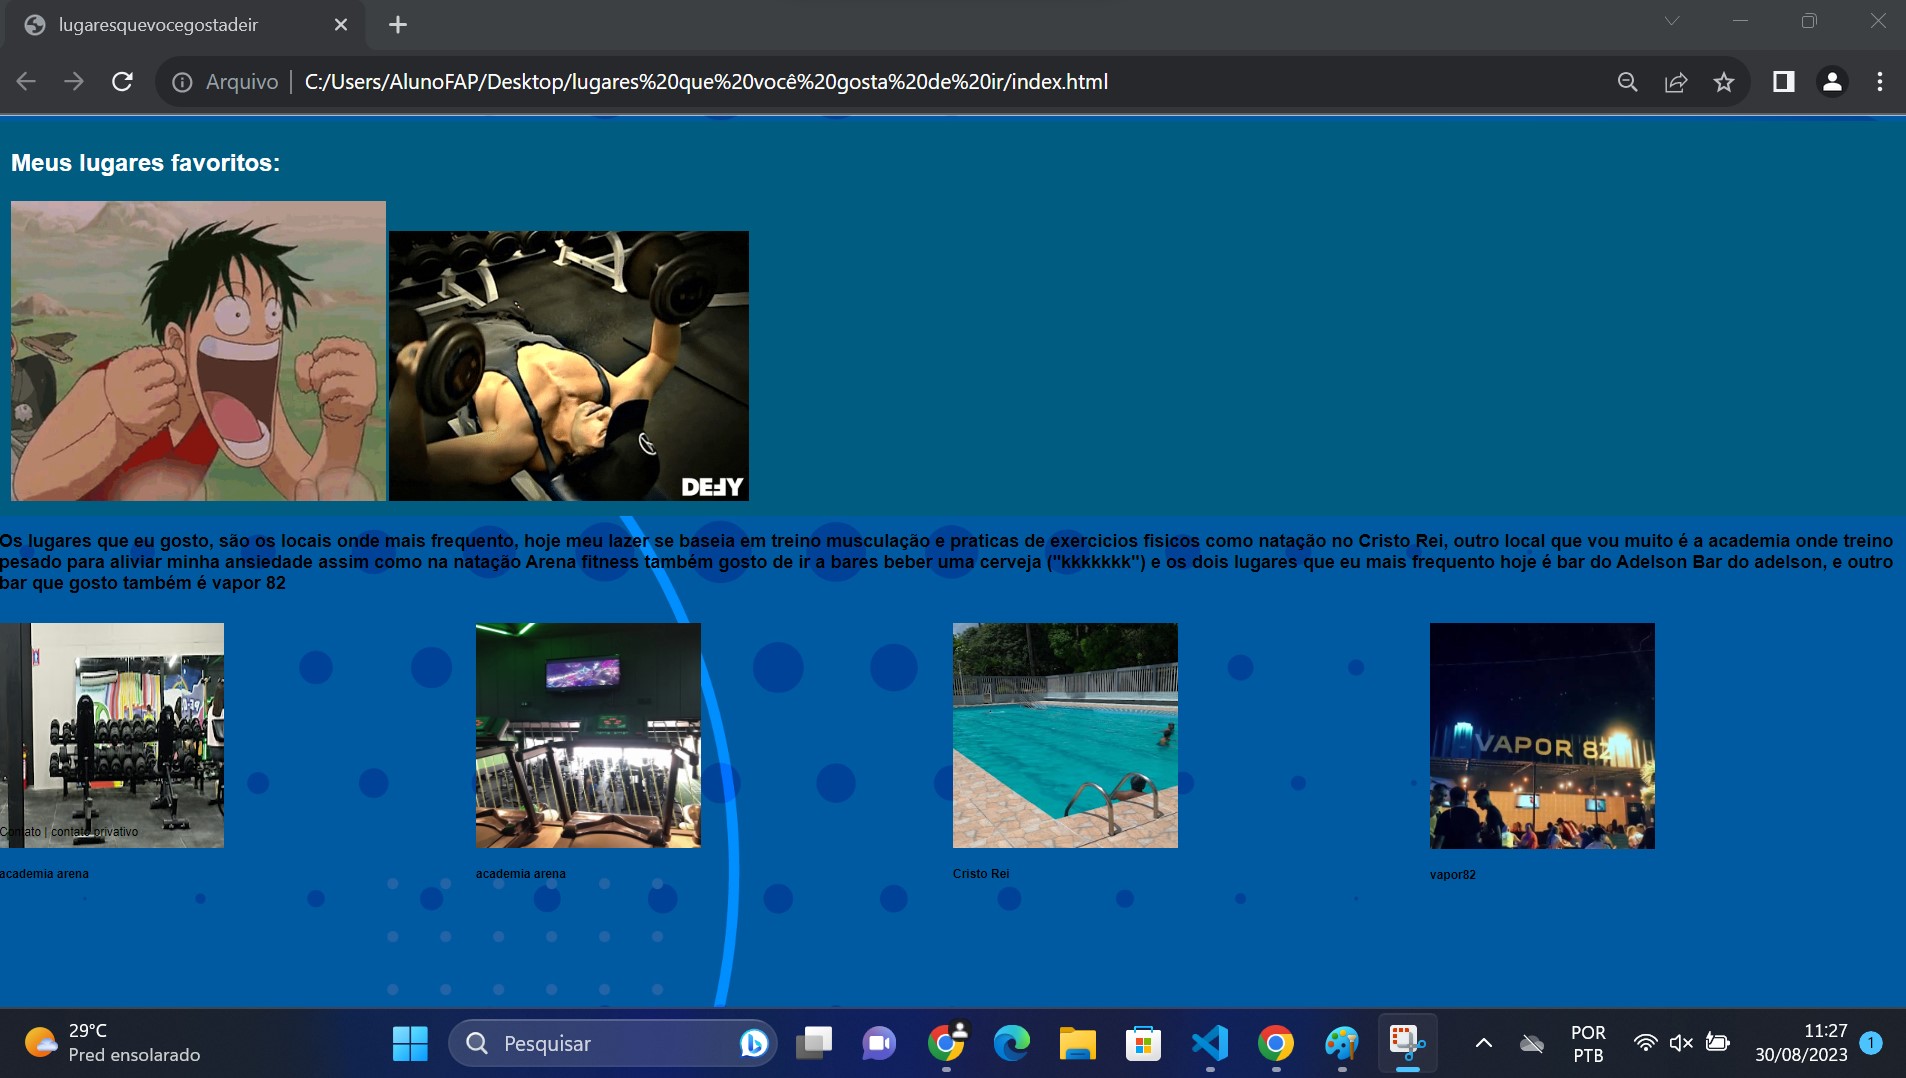 lugaresquevocegostadeir
Arquivo | C:/Users/AlunoFAP/Desktop/lugares%20que%20você%20gosta%20de%20ir/index.html
Meus lugares favoritos:
DEFY
Os lugares que eu gosto, são os locais onde mais frequento, hoje meu lazer se baseia em treino musculação e praticas de exercicios fisicos como natação no Cristo Rei, outro local que vou muito é a academia onde treino
pesado para aliviar minha ansiedade assim como na natação Arena fitness também gosto de ir a bares beber uma cerveja ("kkkkkkk") e os dois lugares que eu mais frequento hoje é bar do Adelson Bar do adelson, e outro
bar que gosto também é vapor 82
VAPOR 82
Contato | contato privativo
academia arena
academia arena
Cristo Rei
vapor82
29°C
Pred ensolarado
Pesquisar
POR
PTB
11:27
30/08/2023
1